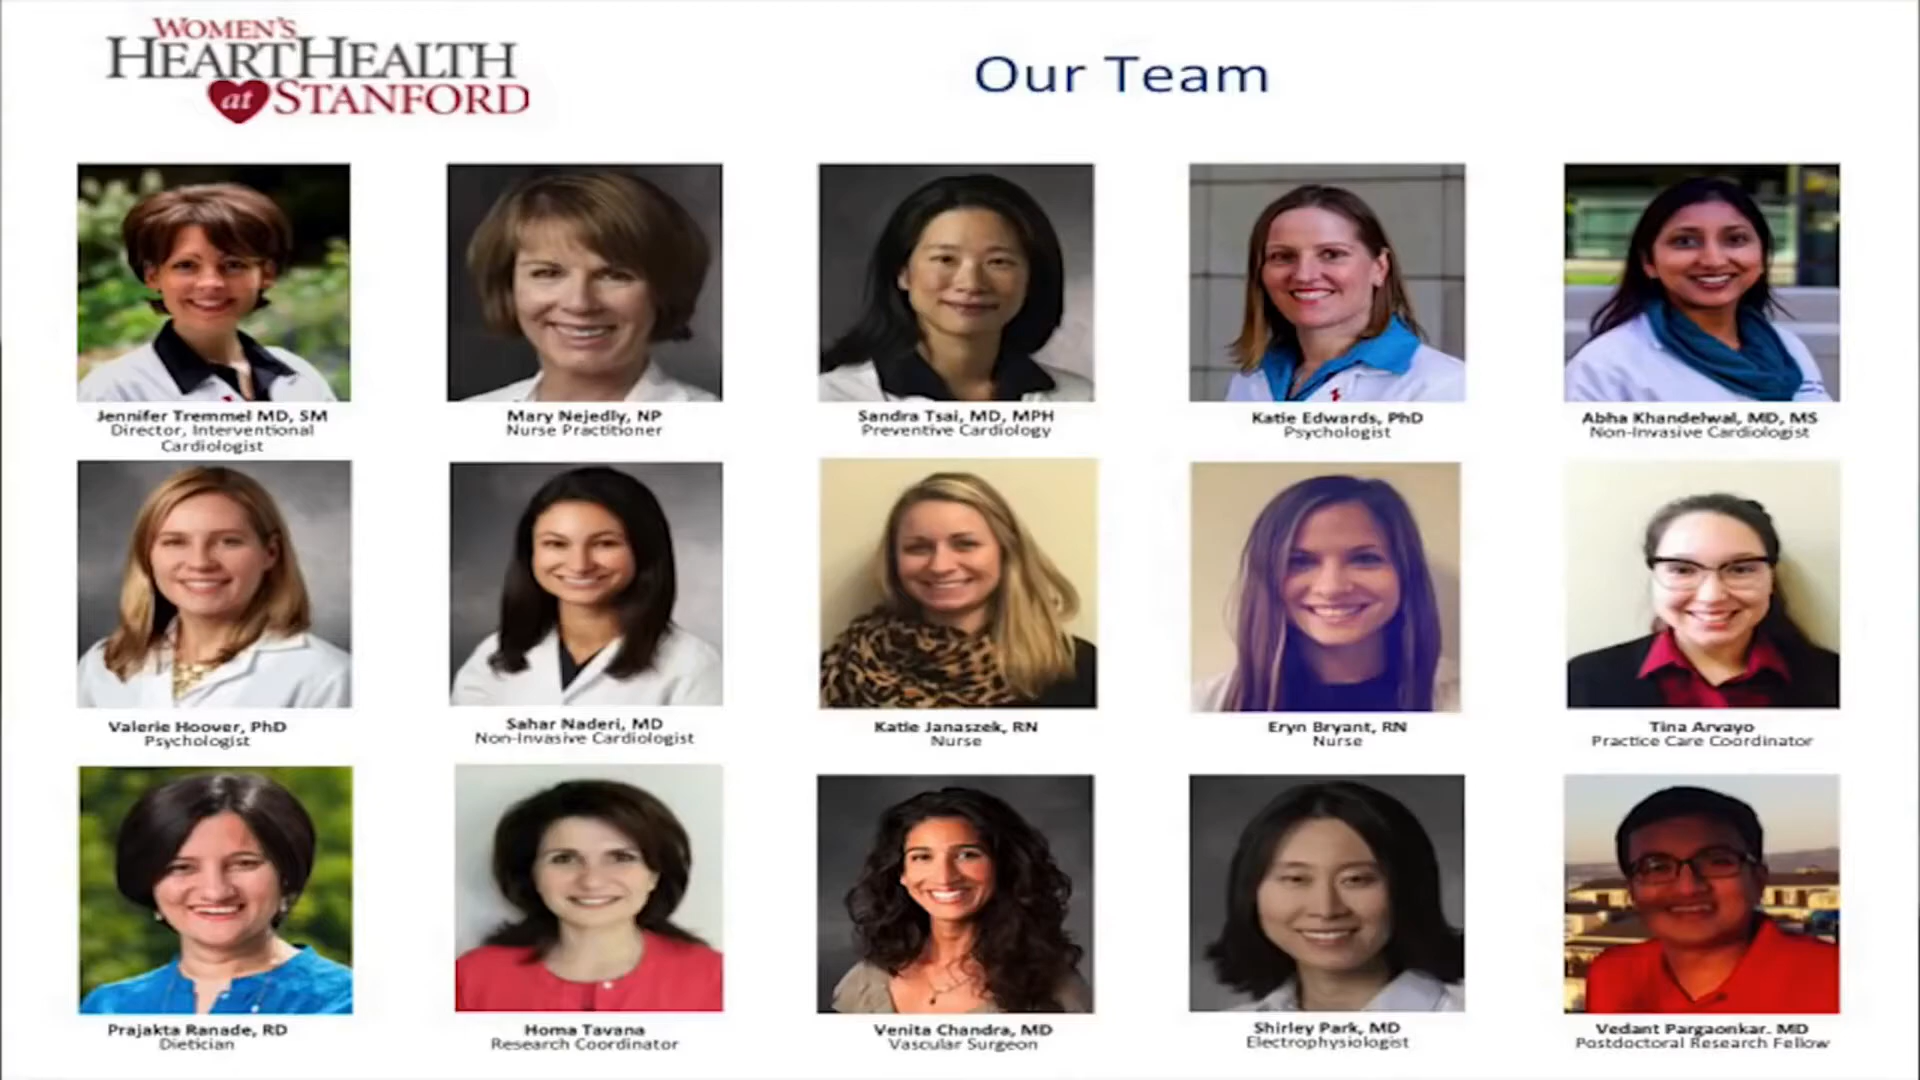 WOMEN'S
HEARTHEALTH
at STANFORD
Our Team
Jennifer Tremmel MD, SM
Director, Interventional
Cardiologist
Mary Nejedly, NP
Nurse Practitioner
Sandra Tsai, MD, MPH
Preventive Cardiology
Katie Edwards, PhD
Psychologist
Abha Khandelwal, MD, MS
Non-Invasive Cardiologist
Valerie Hoover, PhD
Psychologist
Sahar Naderi, MD
Non-Invasive Cardiologist
Katie Janaszek, RN
Nurse
Eryn Bryant, RN
Nurse
Tina Arvayo
Practice Care Coordinator
Prajakta Ranade, RD
Dietician
Homa Tavana
Research Coordinator
Venita Chandra, MD
Vascular Surgeon
Shirley Park, MD
Electrophysiologist
Vedant Pargaonkar. MD
Postdoctoral Research Fellow